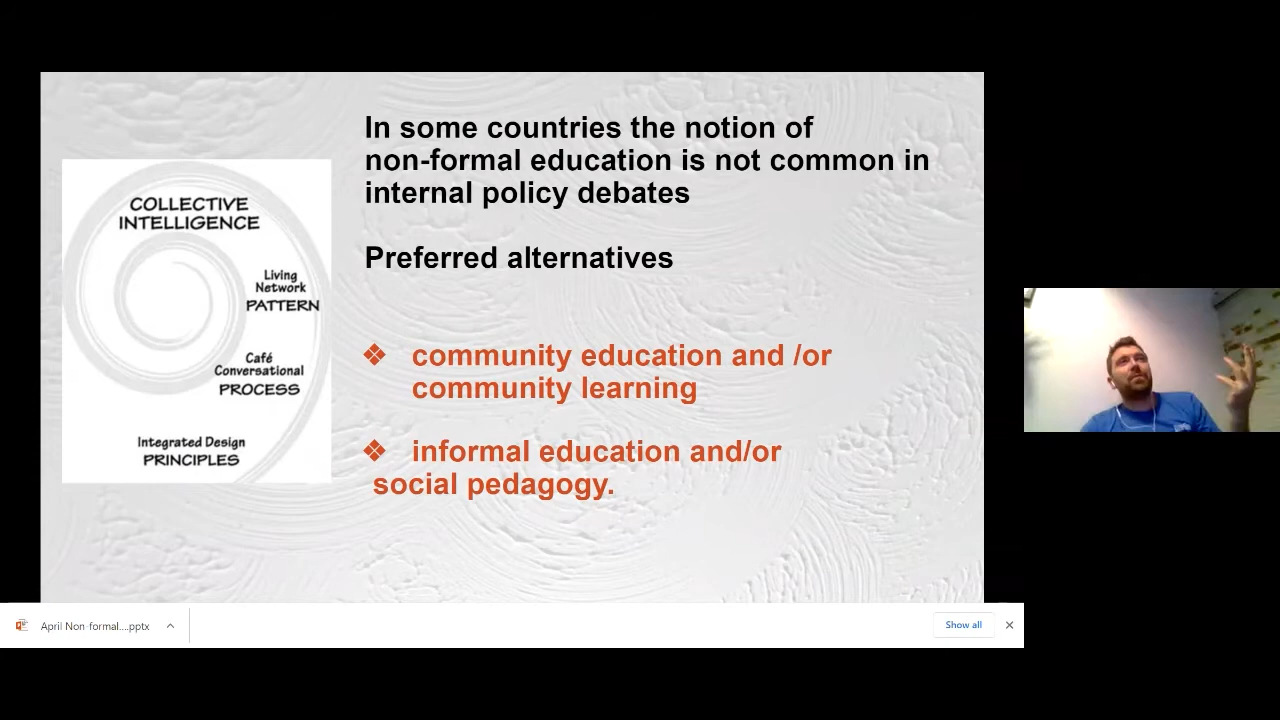 COLLECTIVE
INTELLIGENCE
Living
Network
PATTERN
Café
Conversational
PROCESS
Integrated Design
PRINCIPLES
In some countries the notion of
non-formal education is not common in
internal policy debates
Preferred alternatives
❖ community education and /or
community learning
❖ informal education and/or
social pedagogy.
April Non-formal....pptx
Show all